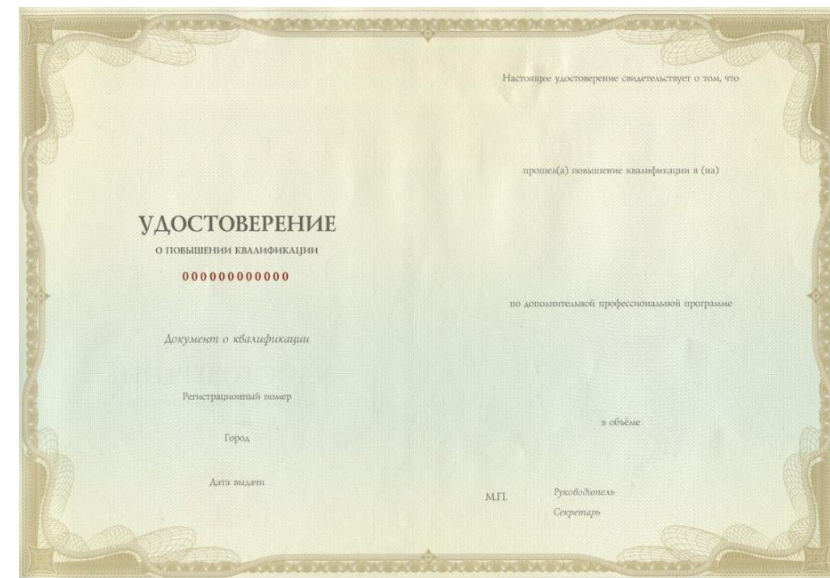 УДОСТОВЕРЕНИЕ
О ПОВЫШЕНИИ КВАЛИФИКАЦИИ
000000000000
Документ о квалификации
Регистрационный номер
Город
Дата выдачи
Настоящее удостоверение свидетельствует о том, что
прошел(а) повышение квалификации в (на)
по дополнительной профессиональной программе
в объёме
М.П.
Руководитель
Секретарь